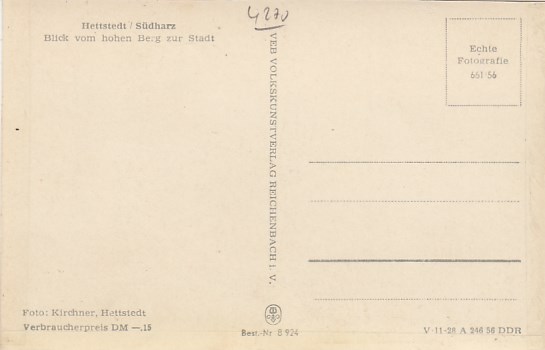 4270
Hettstedt / Südharz
Blick vom hohen Berg zur Stadt
Echte
Fotografie
651 56
VEB VOLKSKUNSTVERLAG REICHENBACH i. V.
Foto: Kirchner, Hettstedt
Verbraucherpreis DM —.15
Best.-Nr B 924
V 11-28 A 246 56 DDR